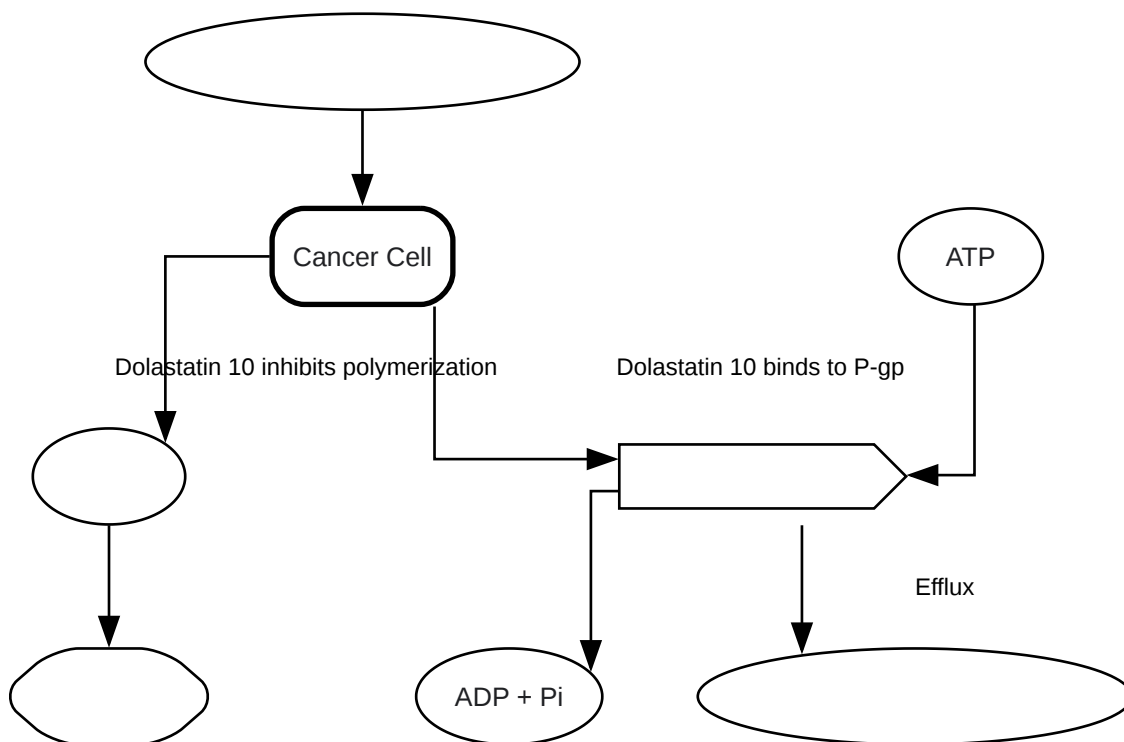 Cancer Cell
ATP
Dolastatin 10 inhibits polymerization
Dolastatin 10 binds to P-gp
Efflux
ADP + Pi